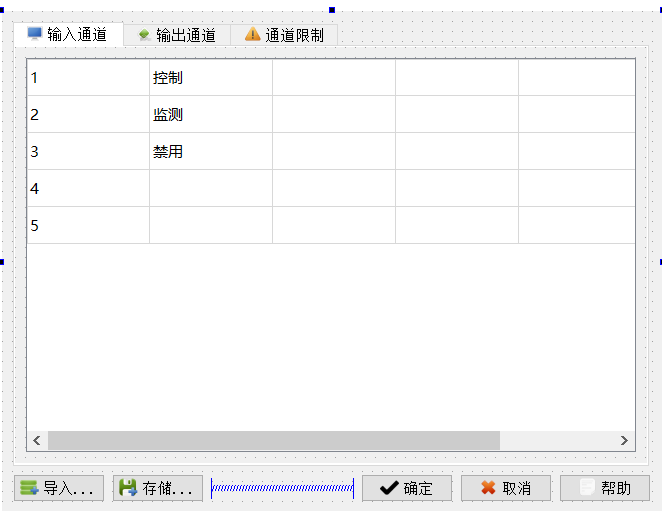 输入通道 输出通道 通道限制
1 控制
2 监测
3 禁用
4
5
导入... 存储... 确定 取消 帮助